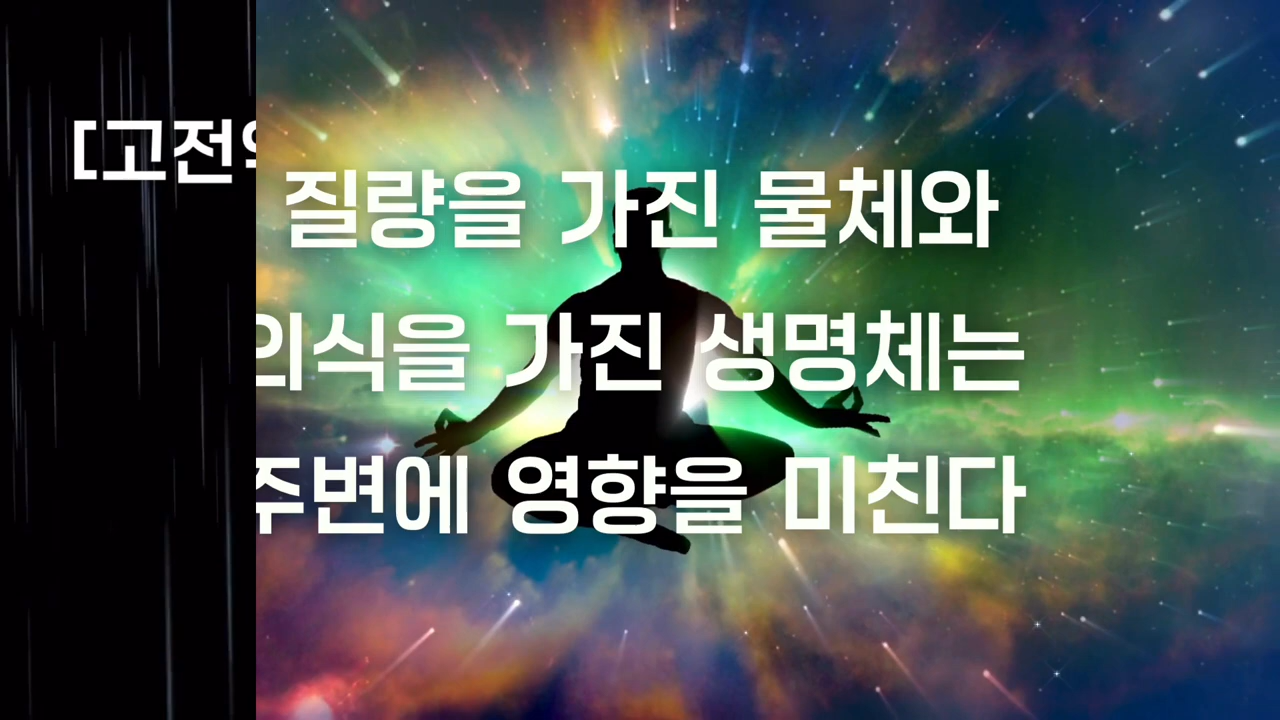 [고전의
질량을 가진 물체와
의식을 가진 생명체는
주변에 영향을 미친다